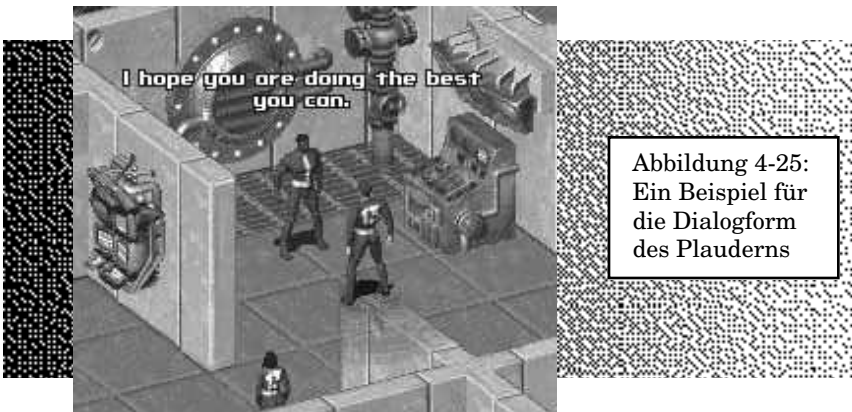 I hope you are doing the best
you can.
Abbildung 4-25:
Ein Beispiel für
die Dialogform
des Plauderns